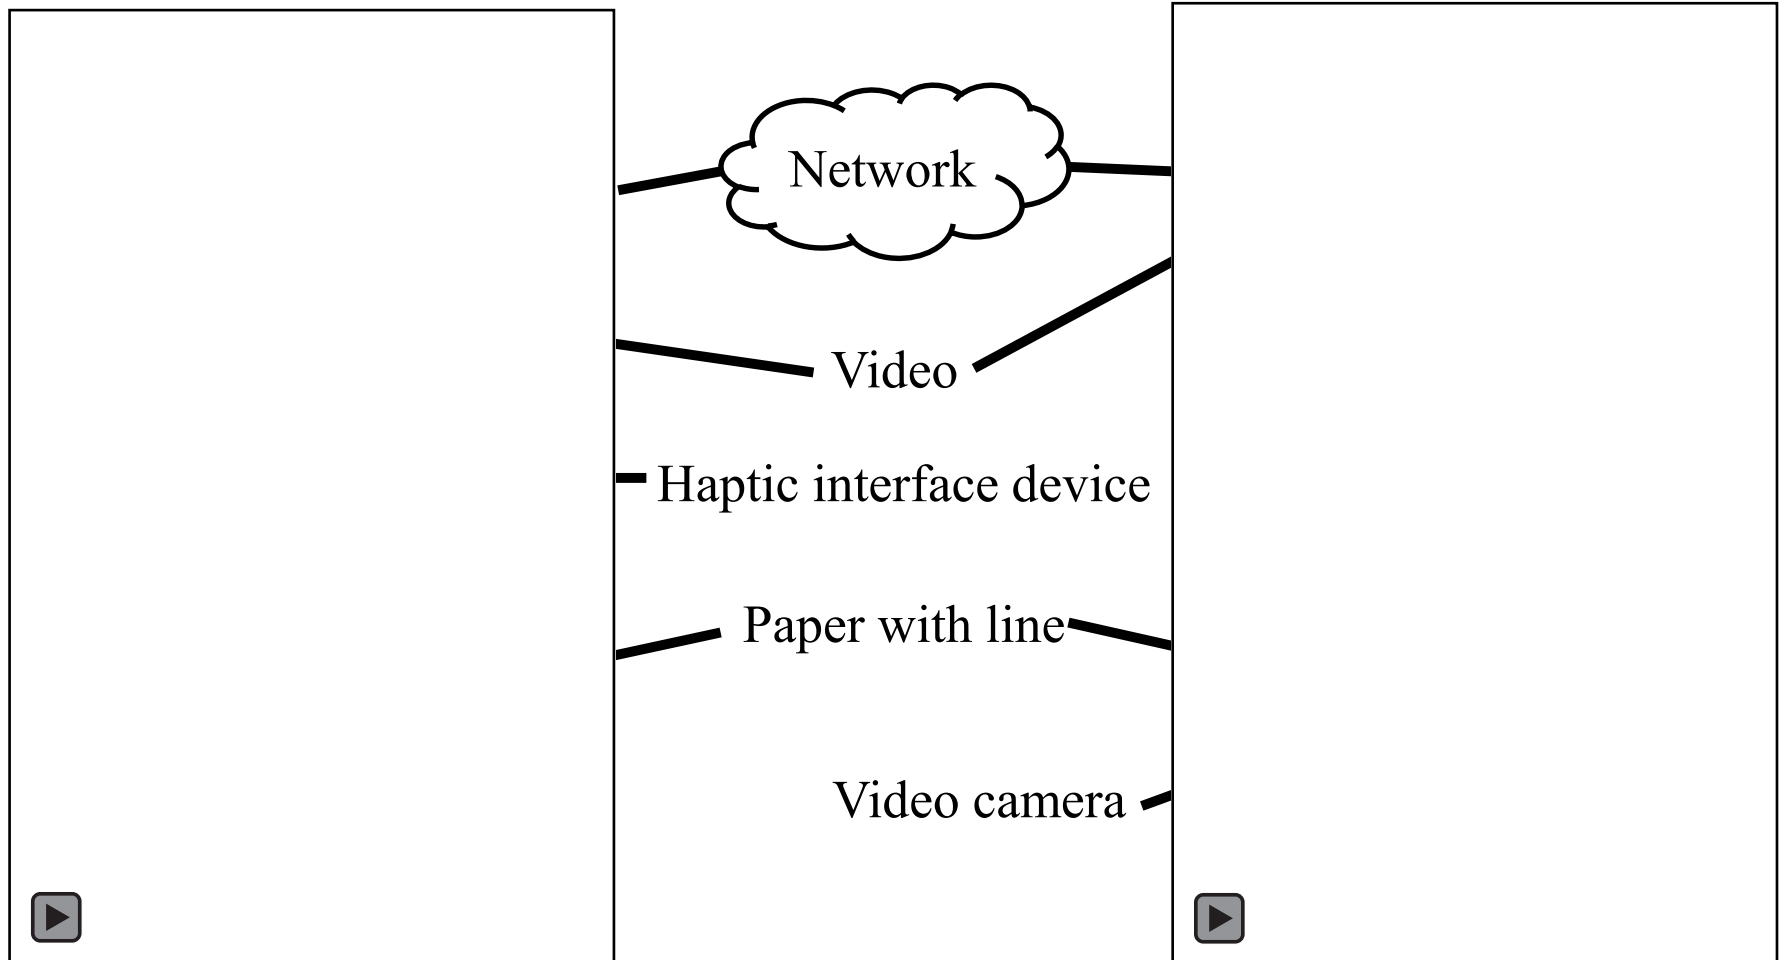 Network
Video
Haptic interface device
Paper with line
Video camera